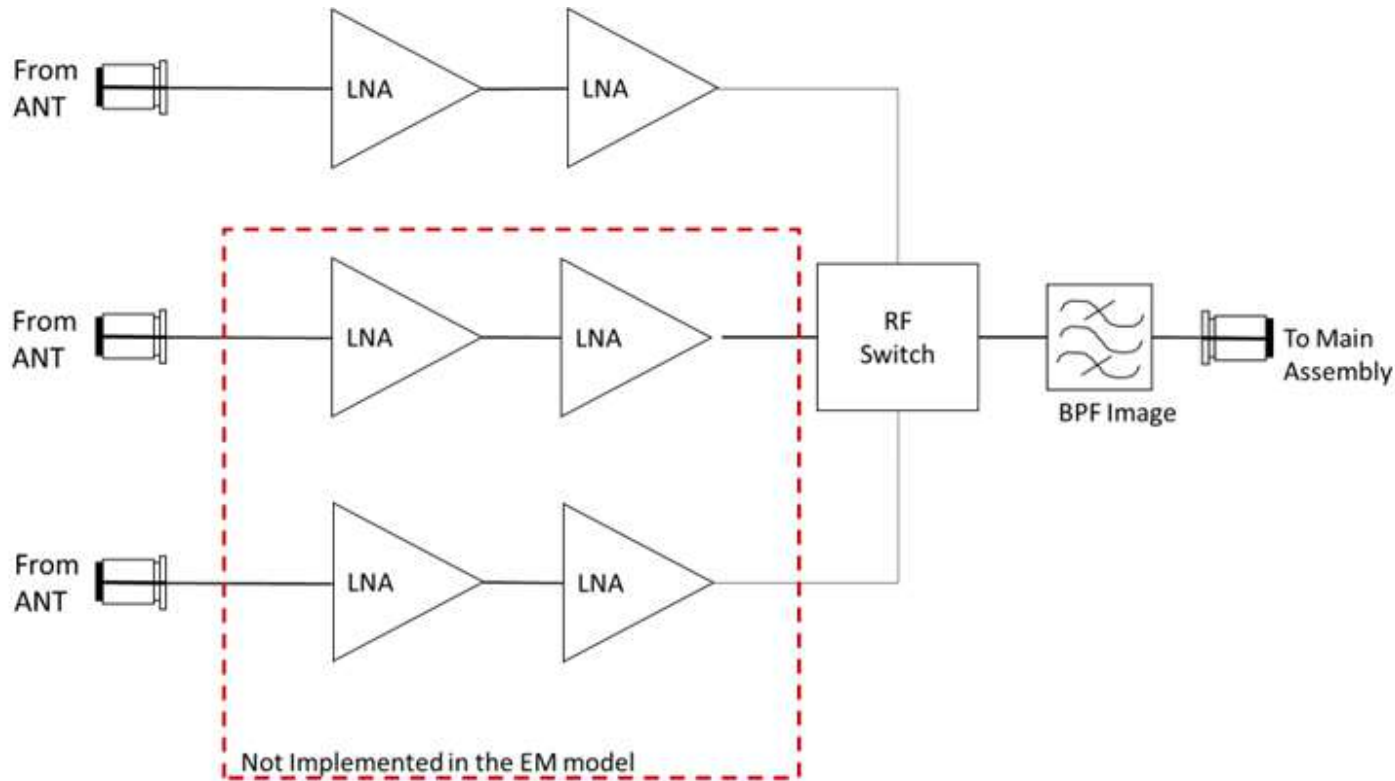 From
ANT
LNA
LNA
From
ANT
LNA
LNA
RF
Switch
To Main
Assembly
BPF Image
From
ANT
LNA
LNA
Not Implemented in the EM model